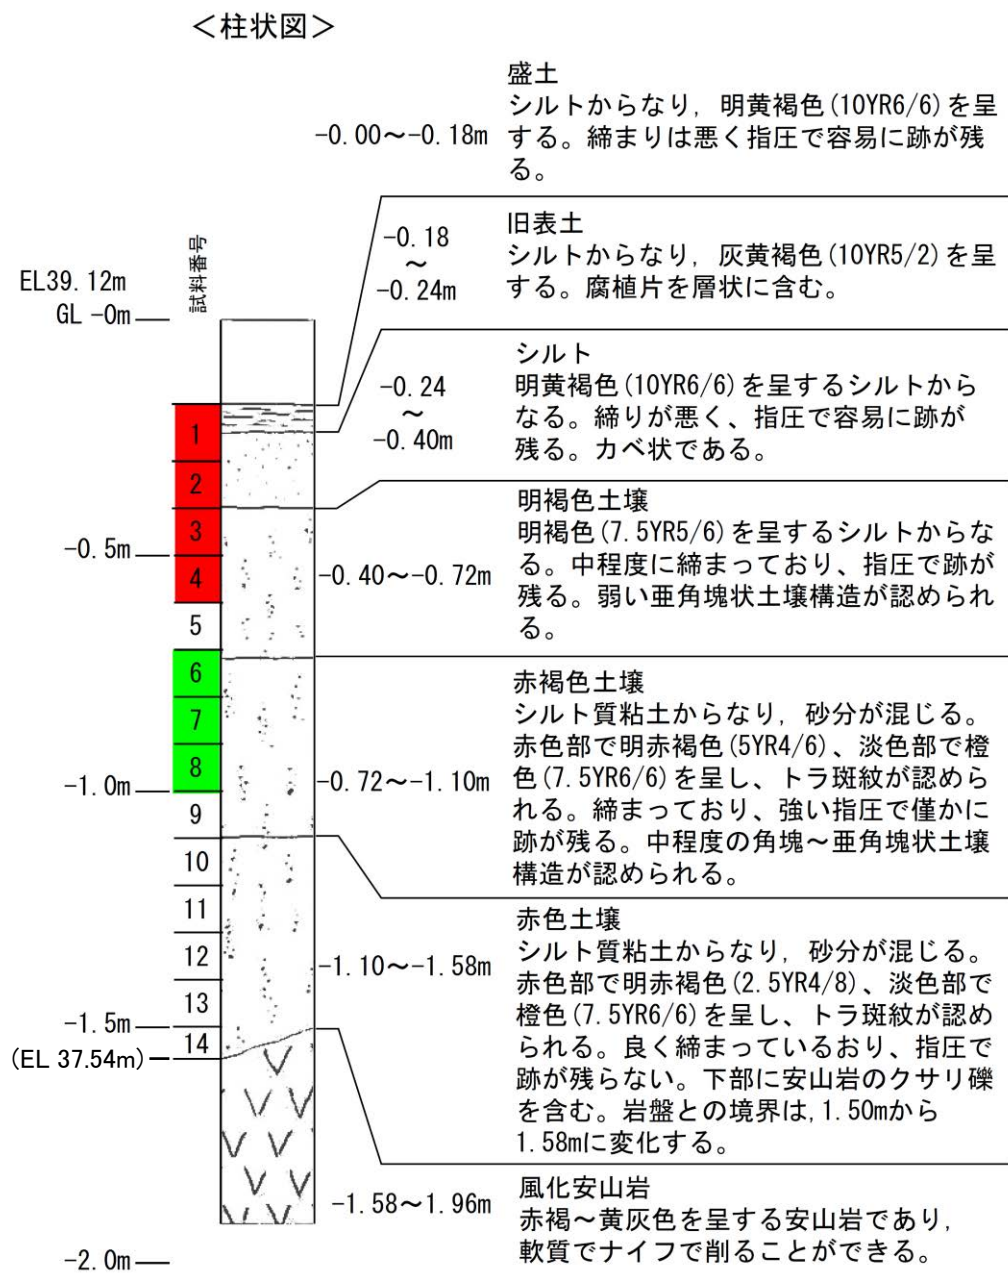 ＜柱状図＞
盛土
シルトからなり，明黄褐色(10YR6/6)を呈
する。締まりは悪く指圧で容易に跡が残
る。
-0.00～-0.18m
旧表土
シルトからなり，灰黄褐色(10YR5/2)を呈
する。腐植片を層状に含む。
-0.18
～
-0.24m
試料番号
EL39.12m
GL -0m
シルト
明黄褐色(10YR6/6)を呈するシルトから
なる。締りが悪く、指圧で容易に跡が
残る。カベ状である。
-0.24
～
-0.40m
1
2
3
4
5
6
7
8
9
10
11
12
13
14
-0.5m
-1.0m
-1.5m
(EL 37.54m)
-2.0m
明褐色土壌
明褐色(7.5YR5/6)を呈するシルトからな
る。中程度に締まっており、指圧で跡が
残る。弱い亜角塊状土壌構造が認められ
る。
-0.40～-0.72m
赤褐色土壌
シルト質粘土からなり，砂分が混じる。
赤色部で明赤褐色(5YR4/6)、淡色部で橙
色(7.5YR6/6)を呈し、トラ斑紋が認めら
れる。締まっており、強い指圧で僅かに
跡が残る。中程度の角塊～亜角塊状土壌
構造が認められる。
-0.72～-1.10m
赤色土壌
シルト質粘土からなり，砂分が混じる。
赤色部で明赤褐色(2.5YR4/8)、淡色部で
橙色(7.5YR6/6)を呈し、トラ斑紋が認め
られる。良く締まっているおり、指圧で
跡が残らない。下部に安山岩のクサリ礫
を含む。岩盤との境界は，1.50mから
1.58mに変化する。
-1.10～-1.58m
風化安山岩
赤褐～黄灰色を呈する安山岩であり，
軟質でナイフで削ることができる。
-1.58～1.96m